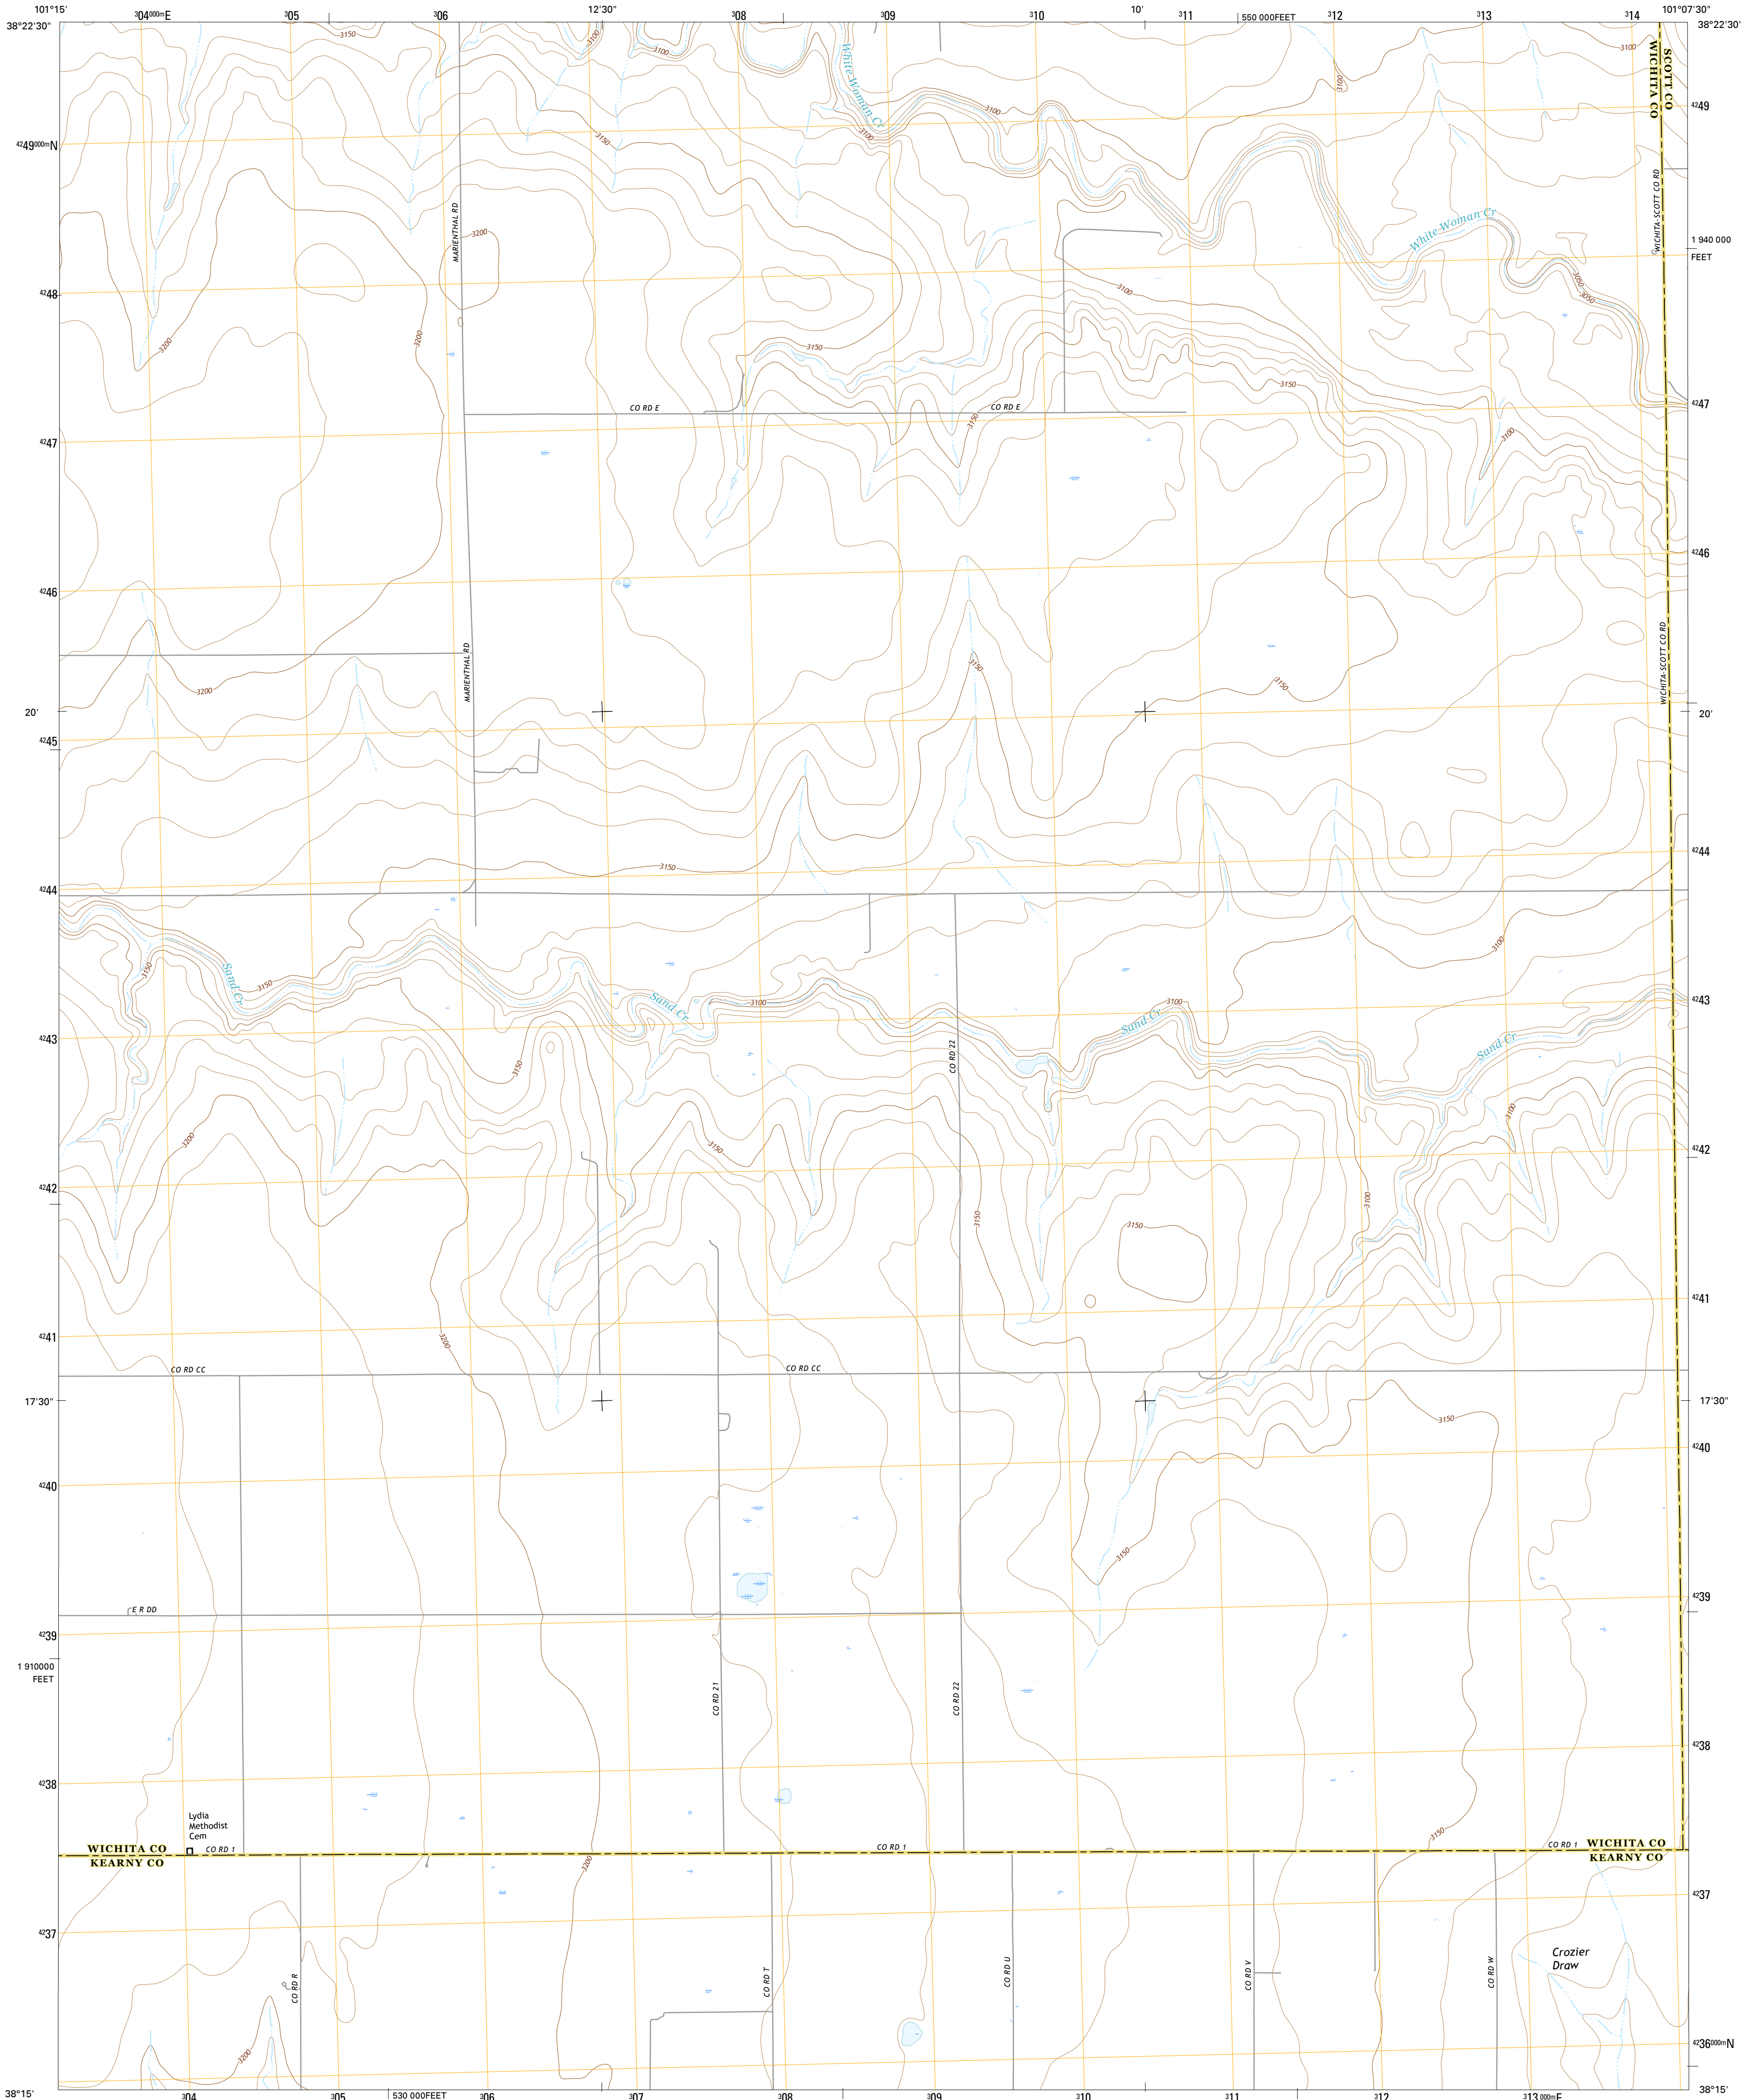 101°15'
³04⁰⁰⁰ᵐE
³05
³06
12'30"
³08
³09
³10
10'
³11
550 000FEET
³12
³13
³14
101°07'30"
38°22'30"
38°22'30"
3150
3100
3100
3100
3100
3100
3100
White Woman Cr
SCOTT CO
WICHITA CO
⁴²49
⁴²49⁰⁰⁰ᵐN
3150
MARIENTHAL RD
WICHITA-SCOTT CO RD
White Woman Cr
3200
1 940 000
FEET
⁴²48
3100
3050
3050
3200
3200
3150
3150
CO RD E
CO RD E
⁴²47
⁴²47
3150
3100
⁴²46
⁴²46
MARIENTHAL RD
WICHITA-SCOTT CO RD
3150
3150
3200
20'
20'
⁴²45
3150
⁴²44
⁴²44
3100
3150
Sand Cr
3150
Sand Cr
3100
3100
Sand Cr
⁴²43
⁴²43
CO RD 22
Sand Cr
3150
3100
3200
3150
⁴²42
⁴²42
3100
3150
3150
⁴²41
⁴²41
3200
CO RD CC
CO RD CC
17'30"
17'30"
3150
⁴²40
⁴²40
3150
⁴²39
E R DD
⁴²39
1 910000
FEET
CO RD 21
CO RD 22
⁴²38
⁴²38
Lydia
Methodist
Cem
3150
WICHITA CO
CO RD 1
CO RD 1
CO RD 1
WICHITA CO
KEARNY CO
KEARNY CO
3200
⁴²37
⁴²37
Crozier
Draw
CO RD R
CO RD T
CO RD U
CO RD V
CO RD W
3200
⁴²36⁰⁰⁰ᵐN
38°15'
38°15'
³04
³05
530 000FEET
³06
³07
³08
³09
³10
³11
³12
³13⁰⁰⁰ᵐE